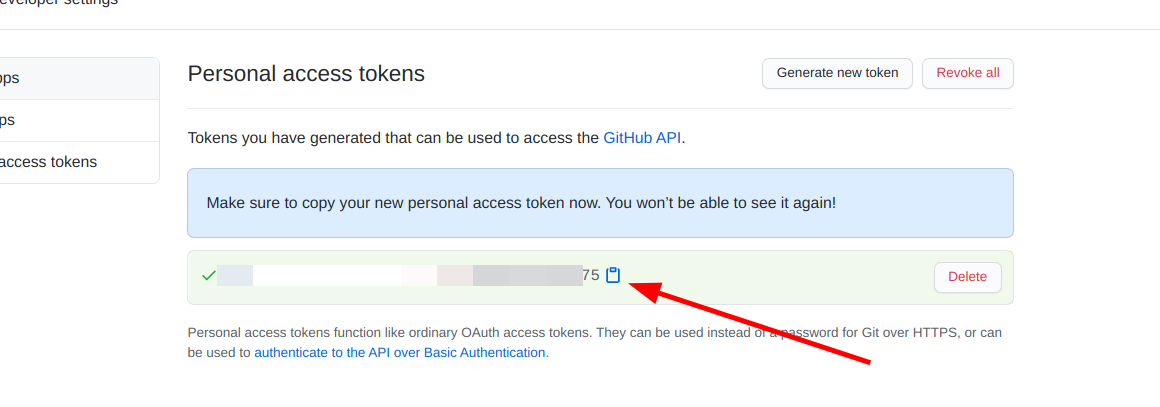 eveloper settings
Personal access tokens
Generate new token
Revoke all
pps
ps
access tokens
Tokens you have generated that can be used to access the GitHub API.
Make sure to copy your new personal access token now. You won’t be able to see it again!
75
Delete
Personal access tokens function like ordinary OAuth access tokens. They can be used instead of a password for Git over HTTPS, or can
be used to authenticate to the API over Basic Authentication.